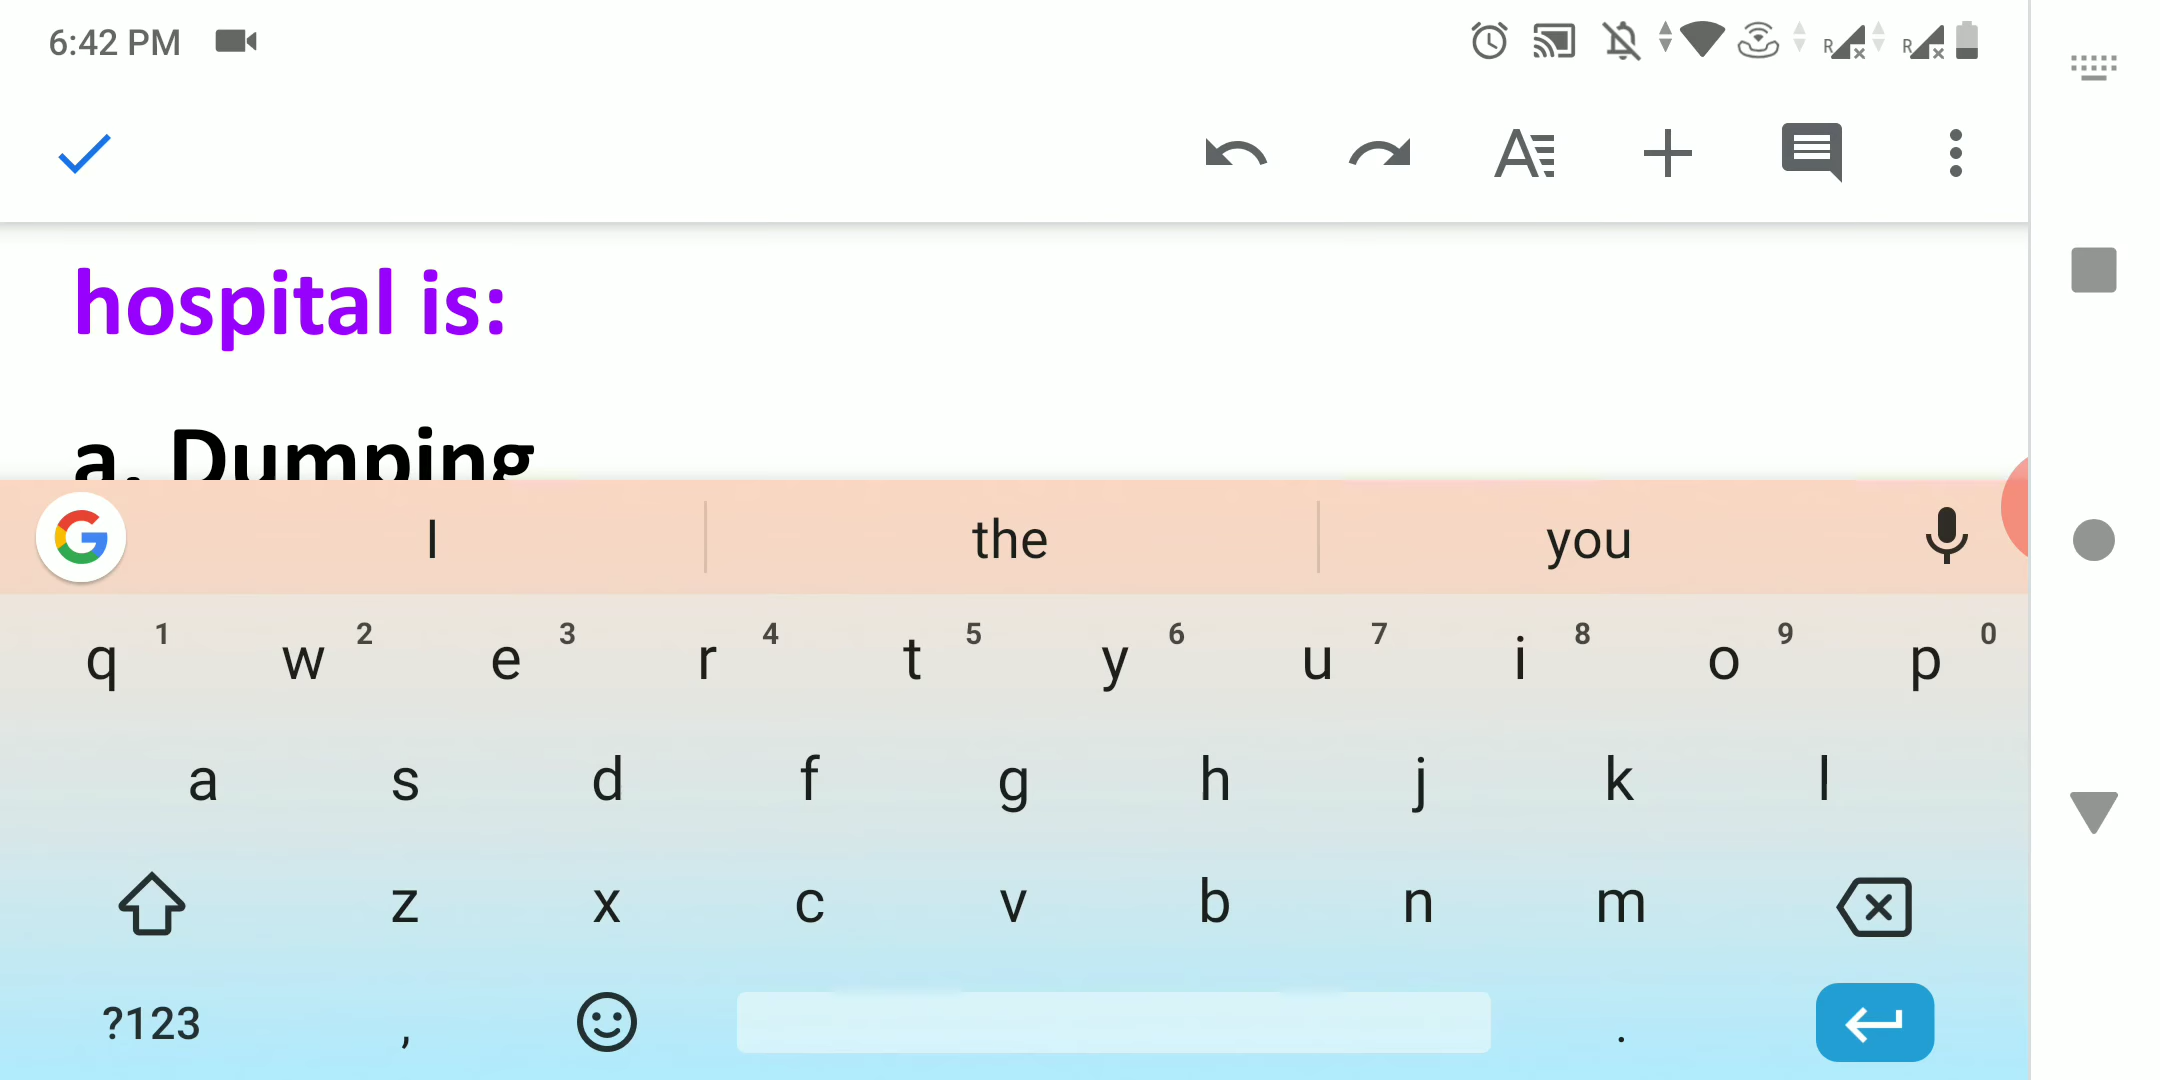 6:42 PM
R R
hospital is:
a. Dumping
G
I the you
q 1 w 2 e 3 r 4 t 5 y 6 u 7 i 8 o 9 p 0
a s d f g h j k l
z x c v b n m
?123 , .